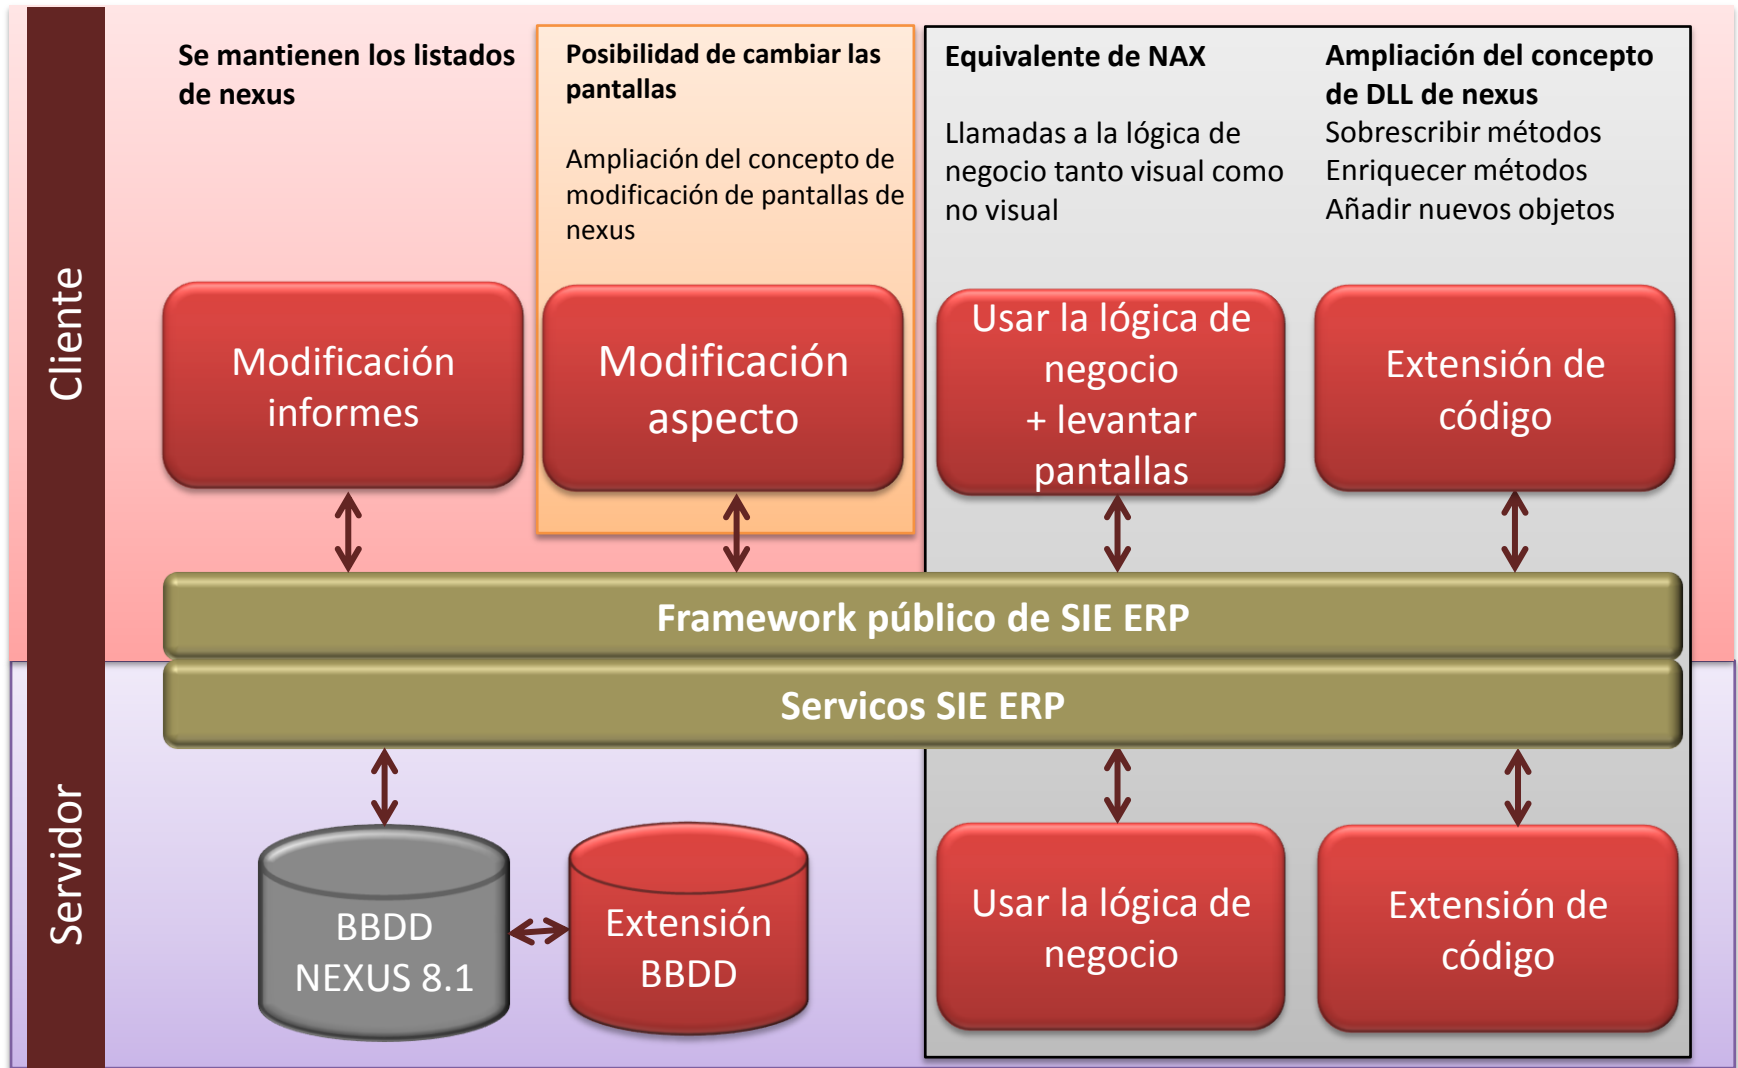 Cliente
Se mantienen los listados
de nexus
Posibilidad de cambiar las
pantallas
Ampliación del concepto de
modificación de pantallas de
nexus
Equivalente de NAX
Llamadas a la lógica de
negocio tanto visual como
no visual
Ampliación del concepto
de DLL de nexus
Sobrescribir métodos
Enriquecer métodos
Añadir nuevos objetos
Modificación
informes
Modificación
aspecto
Usar la lógica de
negocio
+ levantar
pantallas
Extensión de
código
Framework público de SIE ERP
Servicos SIE ERP
Servidor
BBDD
NEXUS 8.1
Extensión
BBDD
Usar la lógica de
negocio
Extensión de
código